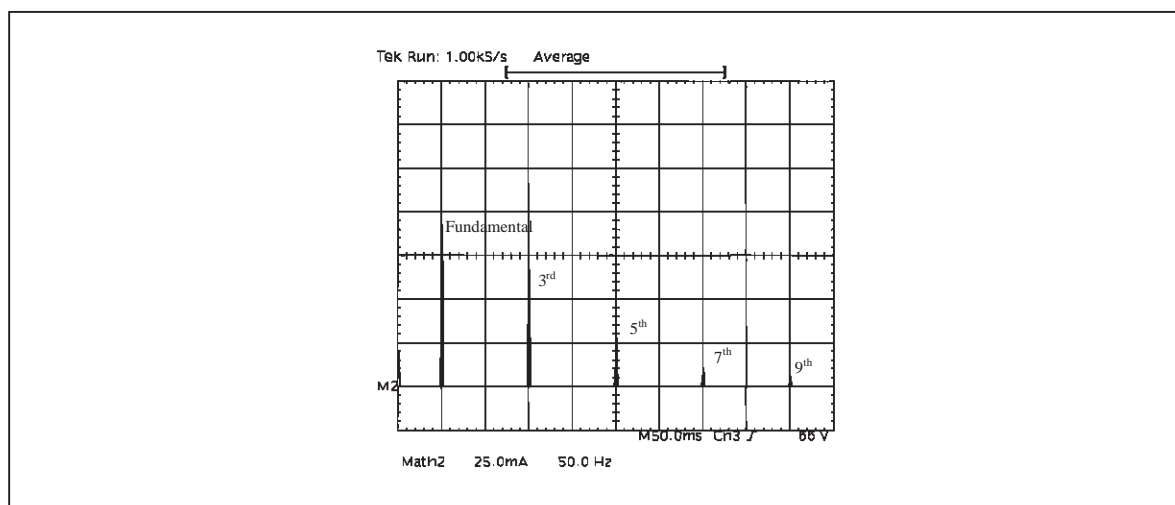 Tek Run: 1.00kS/s Average
Fundamental
3rd
5th
7th
9th
M2
M50.0ms Ch3 66 V
Math2 25.0mA 50.0 Hz